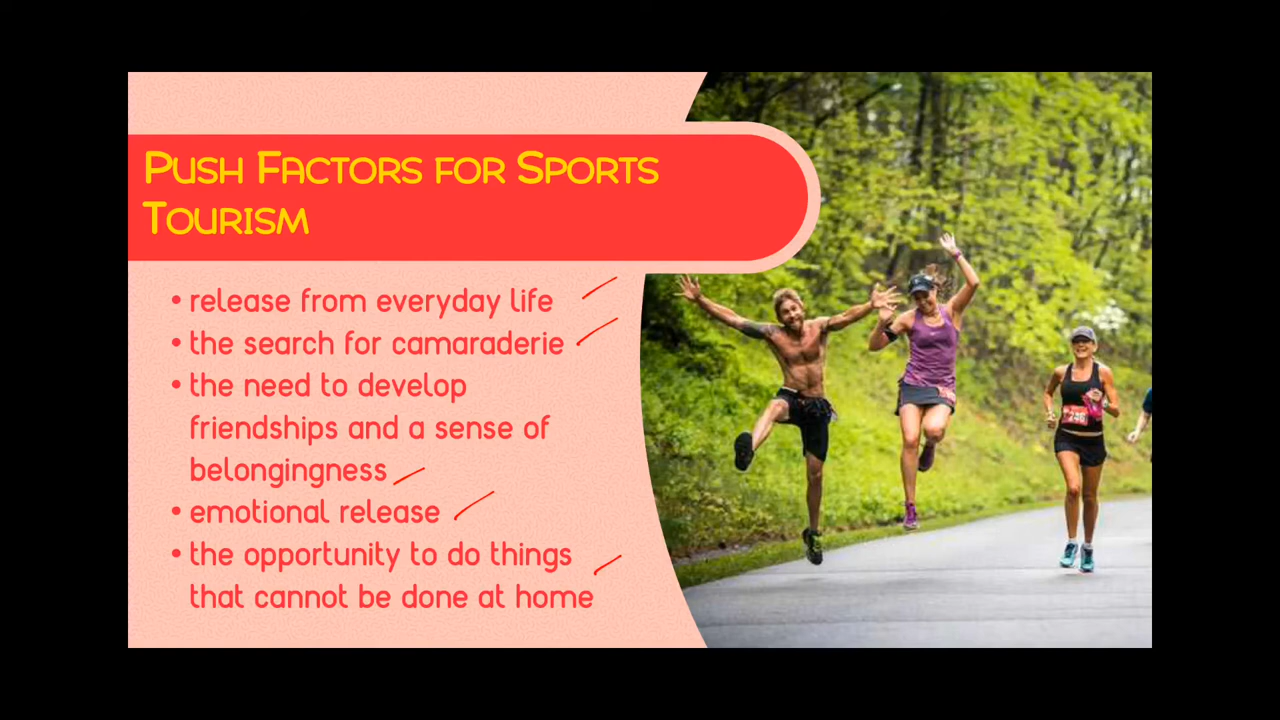 Push Factors for Sports
Tourism
• release from everyday life
• the search for camaraderie
• the need to develop
friendships and a sense of
belongingness
• emotional release
• the opportunity to do things
that cannot be done at home
246